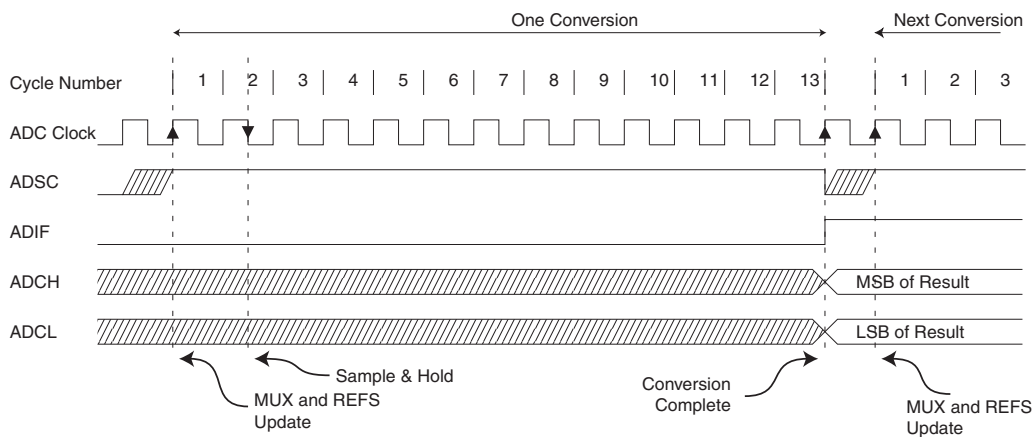 One Conversion
Next Conversion
Cycle Number 1 2 3 4 5 6 7 8 9 10 11 12 13 1 2 3
ADC Clock
ADSC
ADIF
ADCH MSB of Result
ADCL LSB of Result
Sample & Hold
MUX and REFS
Update
Conversion
Complete
MUX and REFS
Update